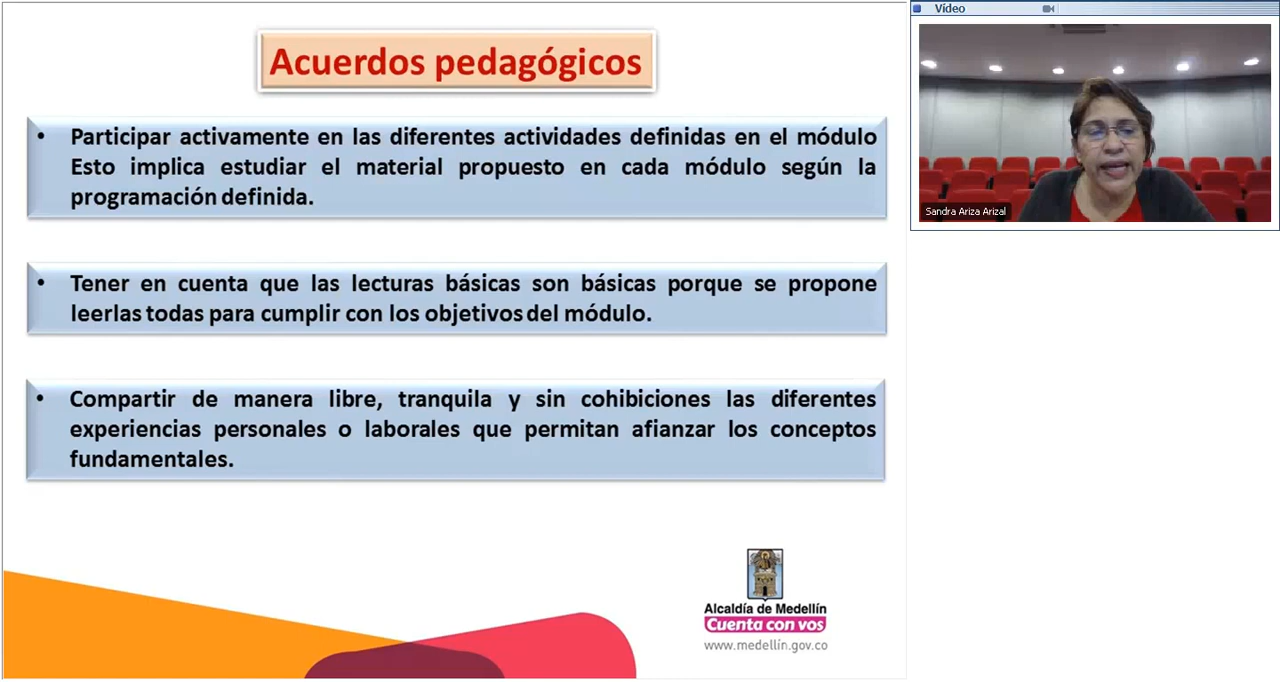 Acuerdos pedagógicos
• Participar activamente en las diferentes actividades definidas en el módulo
Esto implica estudiar el material propuesto en cada módulo según la
programación definida.
• Tener en cuenta que las lecturas básicas son básicas porque se propone
leerlas todas para cumplir con los objetivos del módulo.
• Compartir de manera libre, tranquila y sin cohibiciones las diferentes
experiencias personales o laborales que permitan afianzar los conceptos
fundamentales.
Alcaldía de Medellín
Cuenta con vos
www.medellin.gov.co
Vídeo
Sandra Ariza Arizal